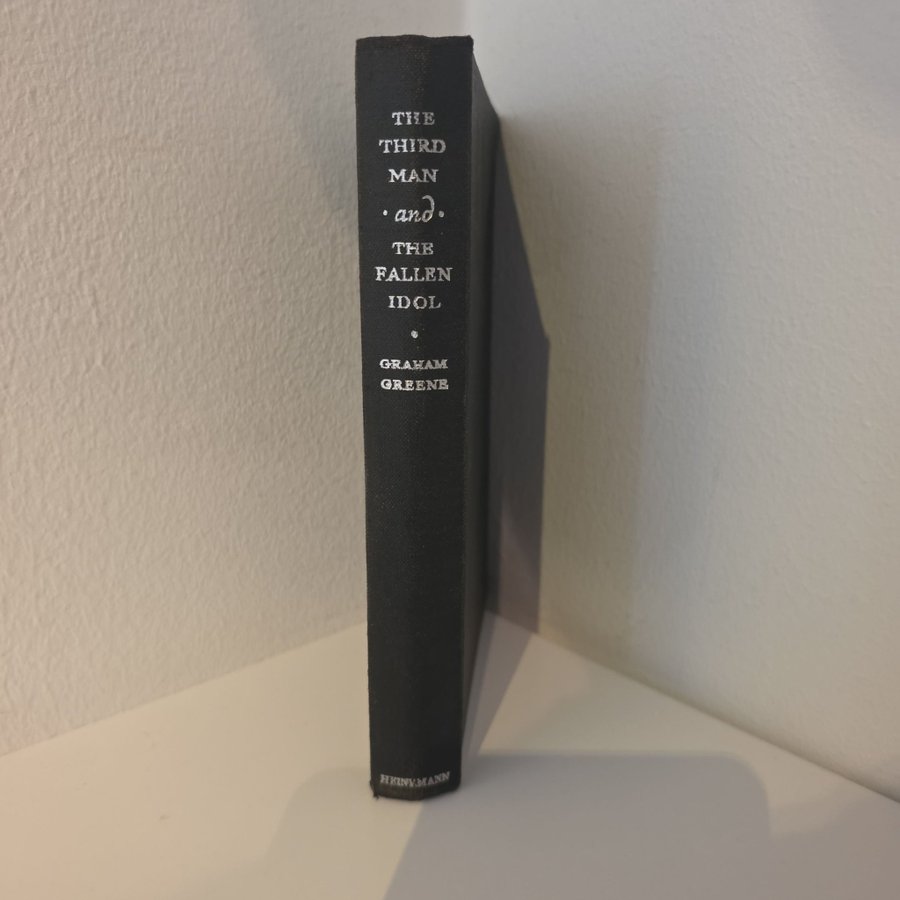 THE
THIRD
MAN
· and ·
THE
FALLEN
IDOL
·
GRAHAM
GREENE
HEINEMANN